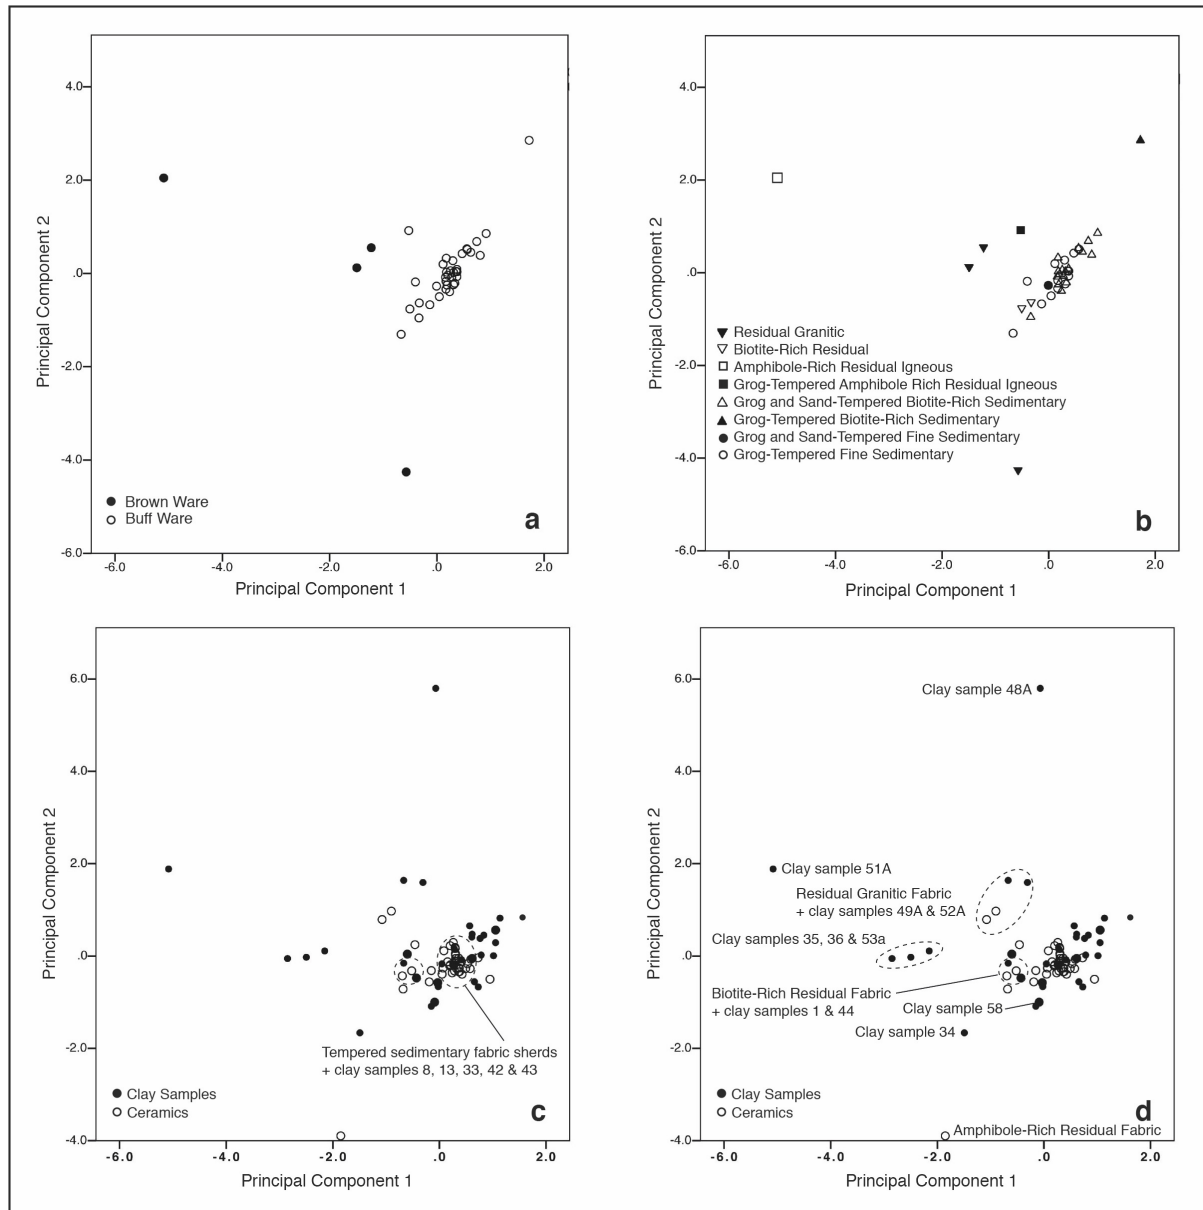 4.0
2.0
.0
-2.0
-4.0
-6.0
Principal Component 2
Brown Ware
Buff Ware
a
-6.0 -4.0 -2.0 .0 2.0
Principal Component 1
4.0
2.0
.0
-2.0
-4.0
-6.0
Principal Component 2
Residual Granitic
Biotite-Rich Residual
Amphibole-Rich Residual Igneous
Grog-Tempered Amphibole Rich Residual Igneous
Grog and Sand-Tempered Biotite-Rich Sedimentary
Grog-Tempered Biotite-Rich Sedimentary
Grog and Sand-Tempered Fine Sedimentary
Grog-Tempered Fine Sedimentary
b
-6.0 -4.0 -2.0 .0 2.0
Principal Component 1
6.0
4.0
2.0
.0
-2.0
-4.0
Principal Component 2
Tempered sedimentary fabric sherds
+ clay samples 8, 13, 33, 42 & 43
Clay Samples
Ceramics
c
-6.0 -4.0 -2.0 .0 2.0
Principal Component 1
6.0
4.0
2.0
.0
-2.0
-4.0
Principal Component 2
Clay sample 48A
Clay sample 51A
Residual Granitic Fabric
+ clay samples 49A & 52A
Clay samples 35, 36 & 53a
Biotite-Rich Residual Fabric
+ clay samples 1 & 44
Clay sample 58
Clay sample 34
Clay Samples
Ceramics
d
Amphibole-Rich Residual Fabric
-6.0 -4.0 -2.0 .0 2.0
Principal Component 1